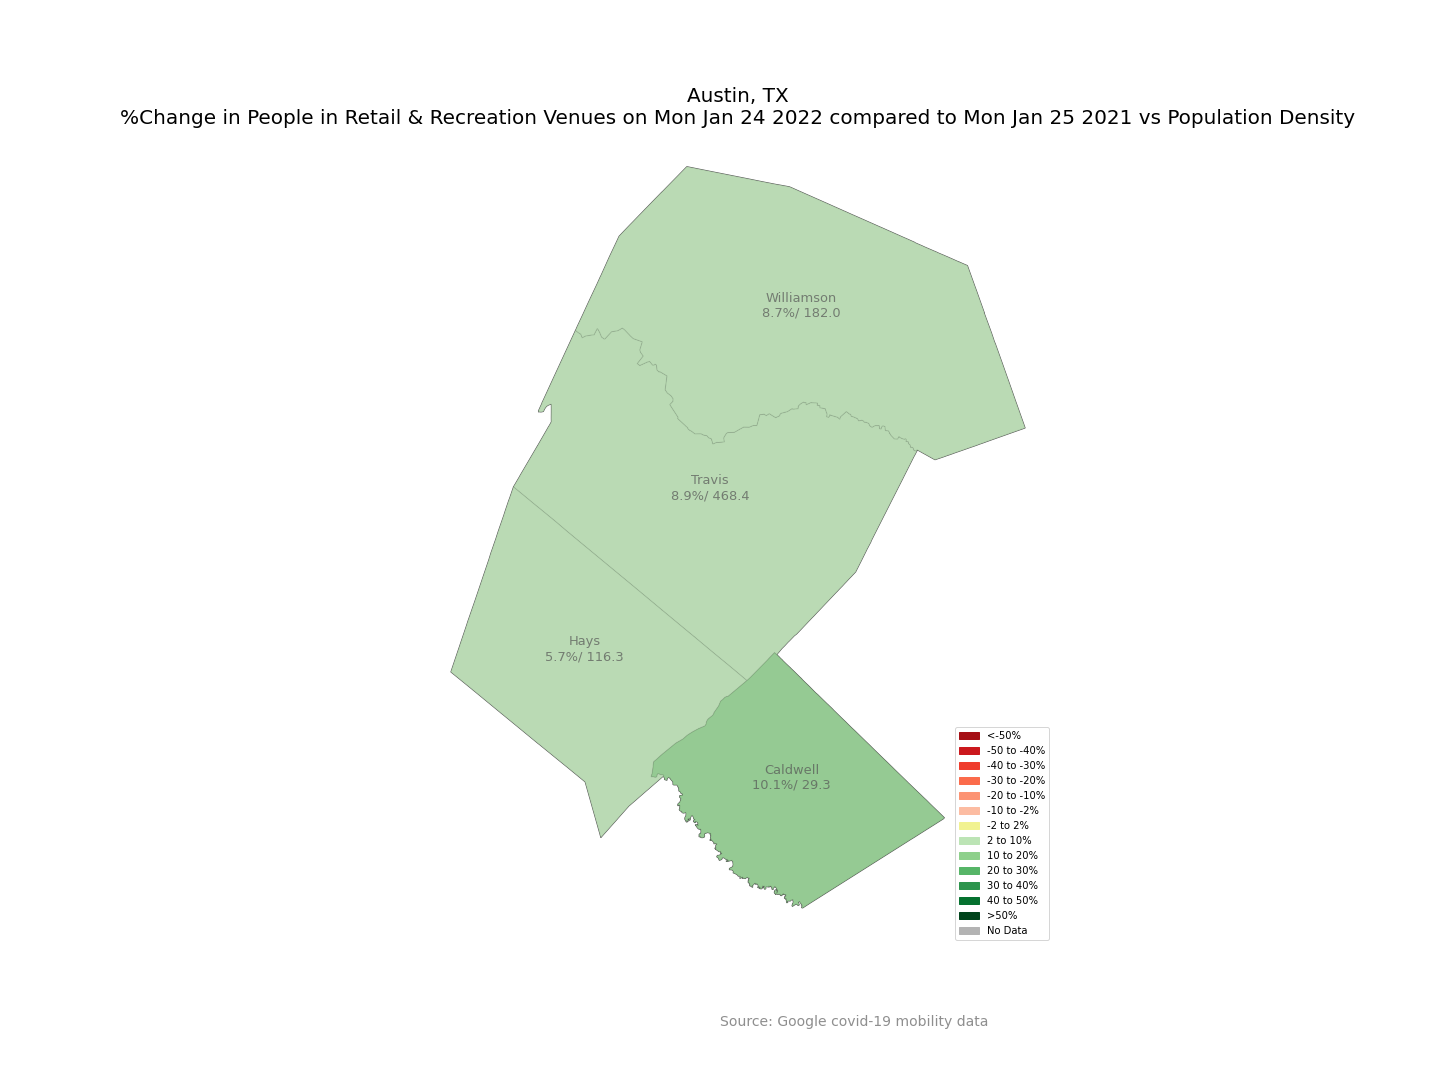 Austin, TX
%Change in People in Retail & Recreation Venues on Mon Jan 24 2022 compared to Mon Jan 25 2021 vs Population Density
Williamson
8.7%/ 182.0
Travis
8.9%/ 468.4
Hays
5.7%/ 116.3
Caldwell
10.1%/ 29.3
<-50%
-50 to -40%
-40 to -30%
-30 to -20%
-20 to -10%
-10 to -2%
-2 to 2%
2 to 10%
10 to 20%
20 to 30%
30 to 40%
40 to 50%
>50%
No Data
Source: Google covid-19 mobility data